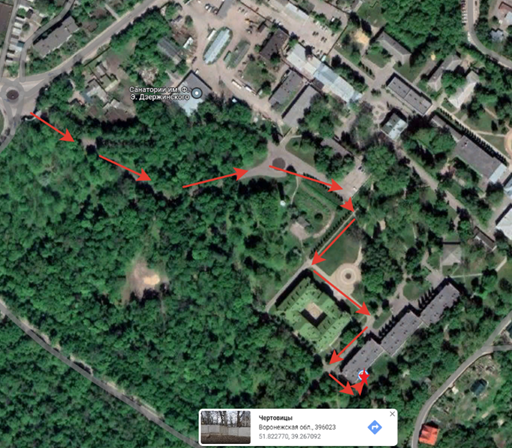 Санаторий им. Ф.
Э. Дзержинского
Чертовицы
Воронежская обл., 396023
51.822770, 39.267092